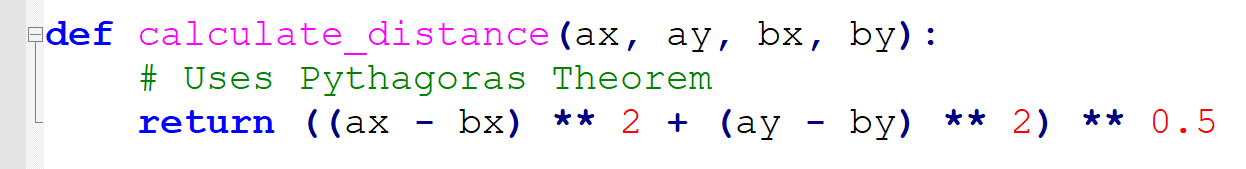 def calculate_distance(ax, ay, bx, by):
    # Uses Pythagoras Theorem
    return ((ax - bx) ** 2 + (ay - by) ** 2) ** 0.5